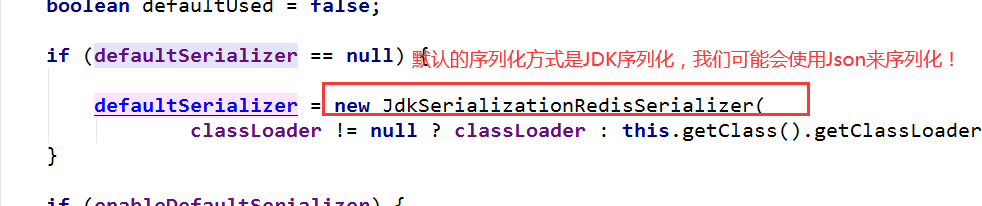 boolean defaultUsed = false;
if (defaultSerializer == null) {
默认的序列化方式是JDK序列化，我们可能会使用Json来序列化！
defaultSerializer = new JdkSerializationRedisSerializer(
classLoader != null ? classLoader : this.getClass().getClassLoader
}
if (enableDefaultSerializer) {